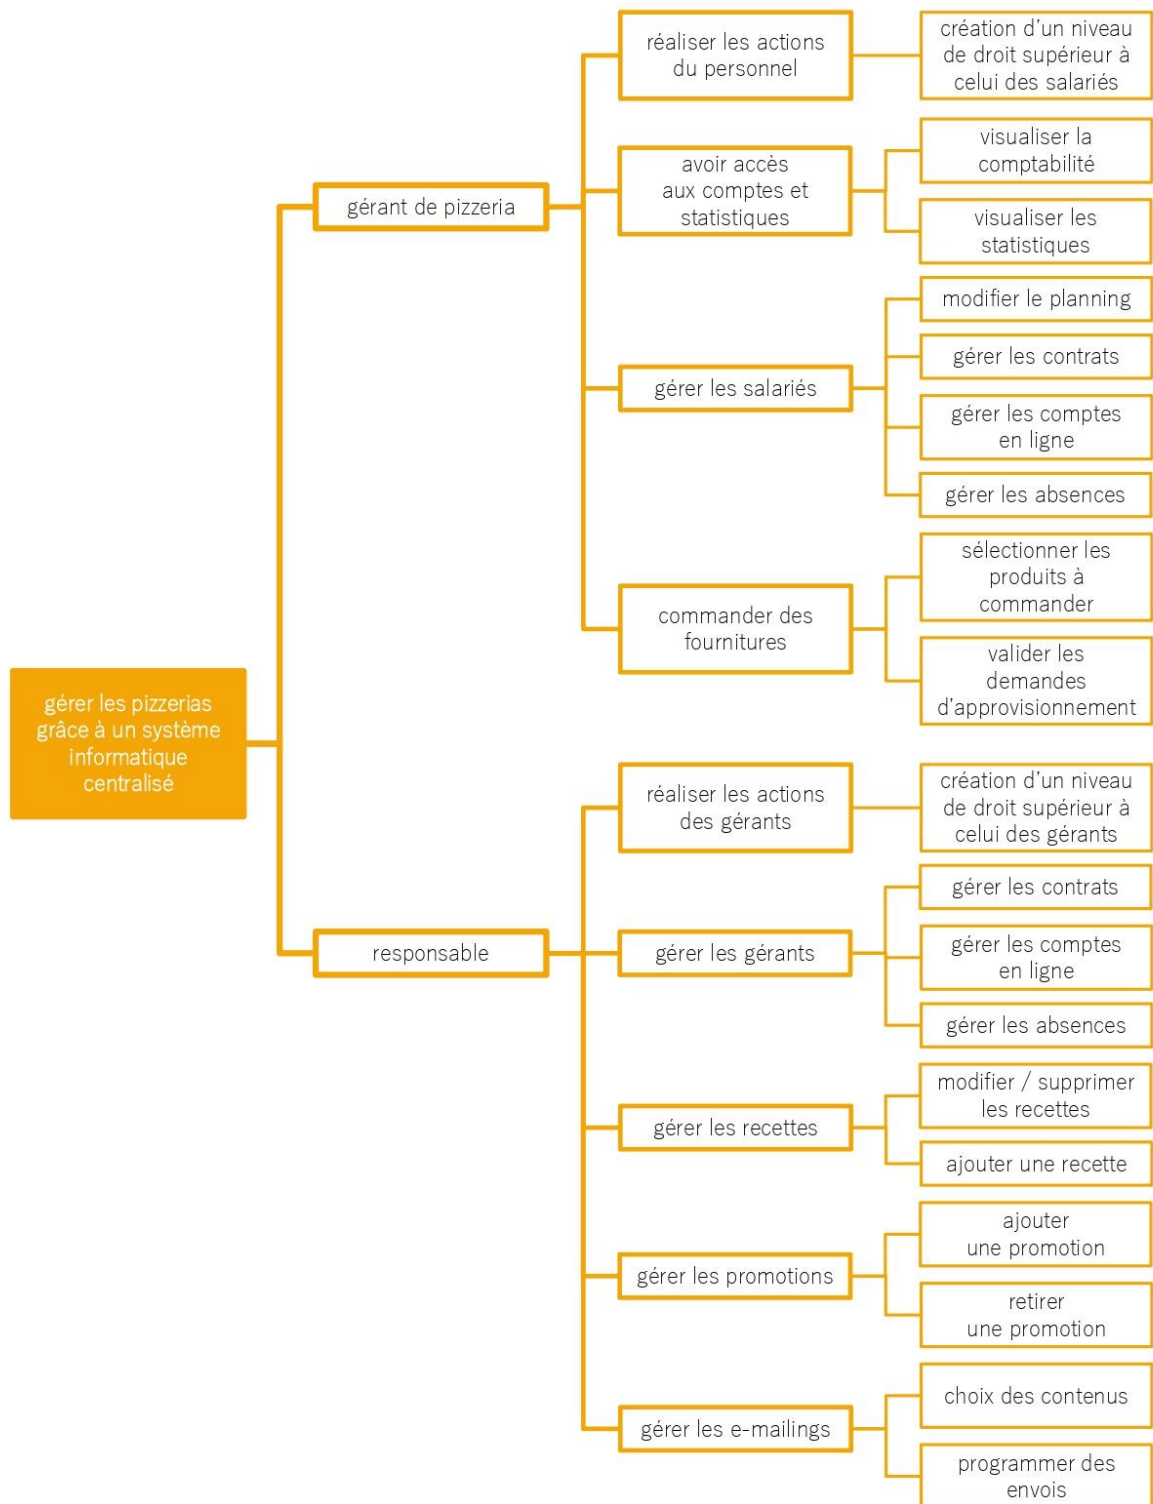 gérer les pizzerias
grâce à un système
informatique
centralisé
gérant de pizzeria
réaliser les actions
du personnel
création d'un niveau
de droit supérieur à
celui des salariés
avoir accès
aux comptes et
statistiques
visualiser la
comptabilité
visualiser les
statistiques
gérer les salariés
modifier le planning
gérer les contrats
gérer les comptes
en ligne
gérer les absences
commander des
fournitures
sélectionner les
produits à
commander
valider les
demandes
d'approvisionnement
responsable
réaliser les actions
des gérants
création d'un niveau
de droit supérieur à
celui des gérants
gérer les gérants
gérer les contrats
gérer les comptes
en ligne
gérer les absences
gérer les recettes
modifier / supprimer
les recettes
ajouter une recette
gérer les promotions
ajouter
une promotion
retirer
une promotion
gérer les e-mailings
choix des contenus
programmer des
envois